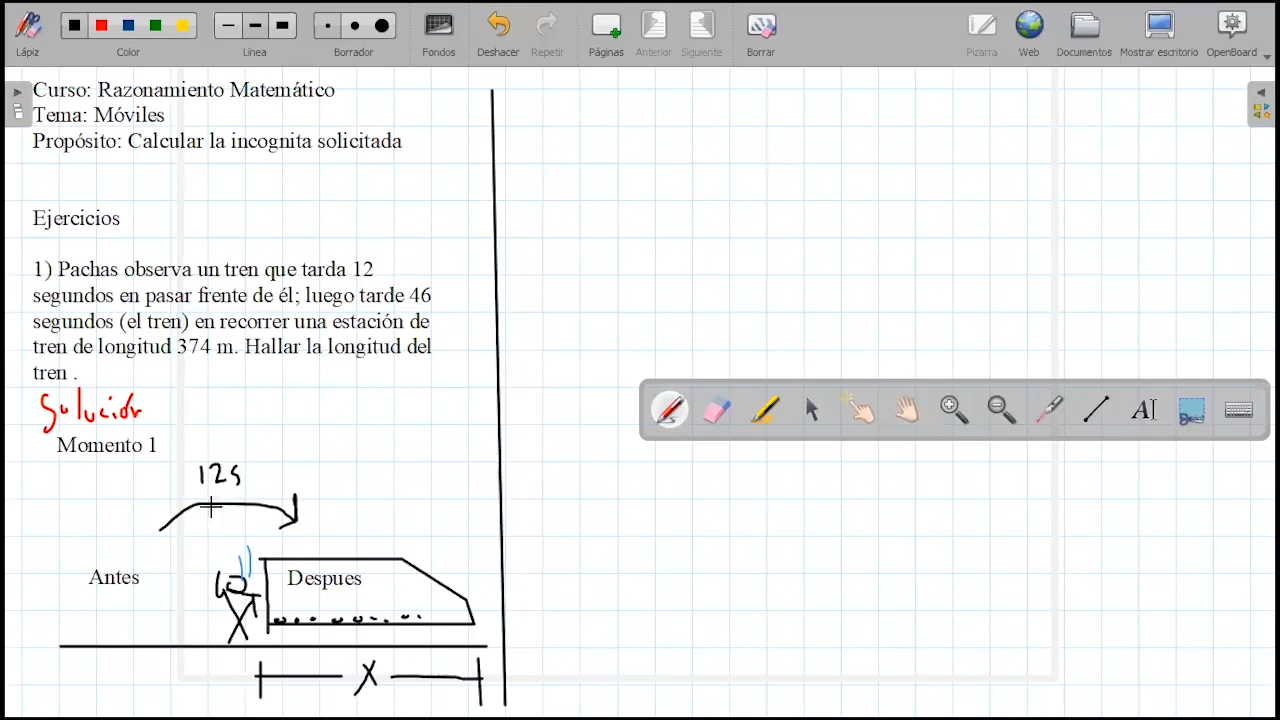 Lápiz
Color
Línea
Borrador
Fondos
Deshacer
Repetir
Páginas
Anterior
Siguiente
Borrar
Pizarra
Web
Documentos
Mostrar escritorio
OpenBoard
Curso: Razonamiento Matemático
Tema: Móviles
Propósito: Calcular la incognita solicitada
Ejercicios
1) Pachas observa un tren que tarda 12
segundos en pasar frente de él; luego tarde 46
segundos (el tren) en recorrer una estación de
tren de longitud 374 m. Hallar la longitud del
tren .
Solución
Momento 1
12s
Antes
Despues
X